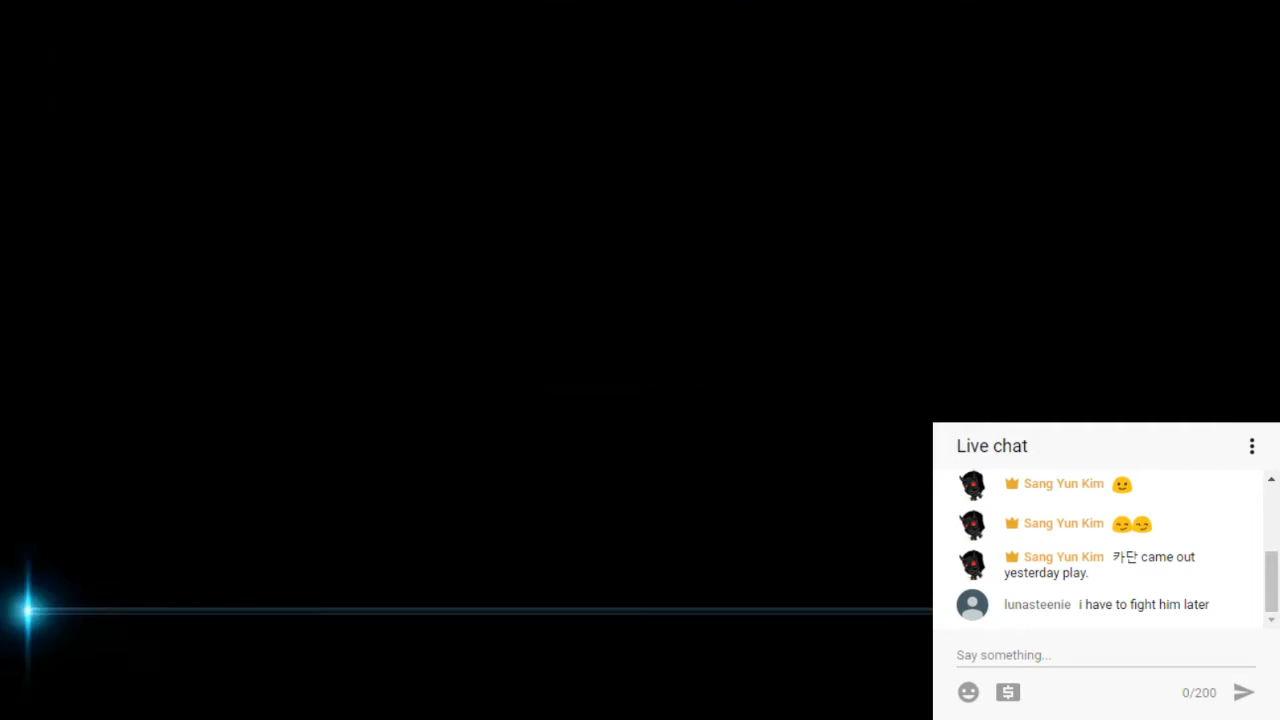 Live chat
Sang Yun Kim
Sang Yun Kim
Sang Yun Kim 카단 came out
yesterday play.
lunasteenie i have to fight him later
Say something...
0/200